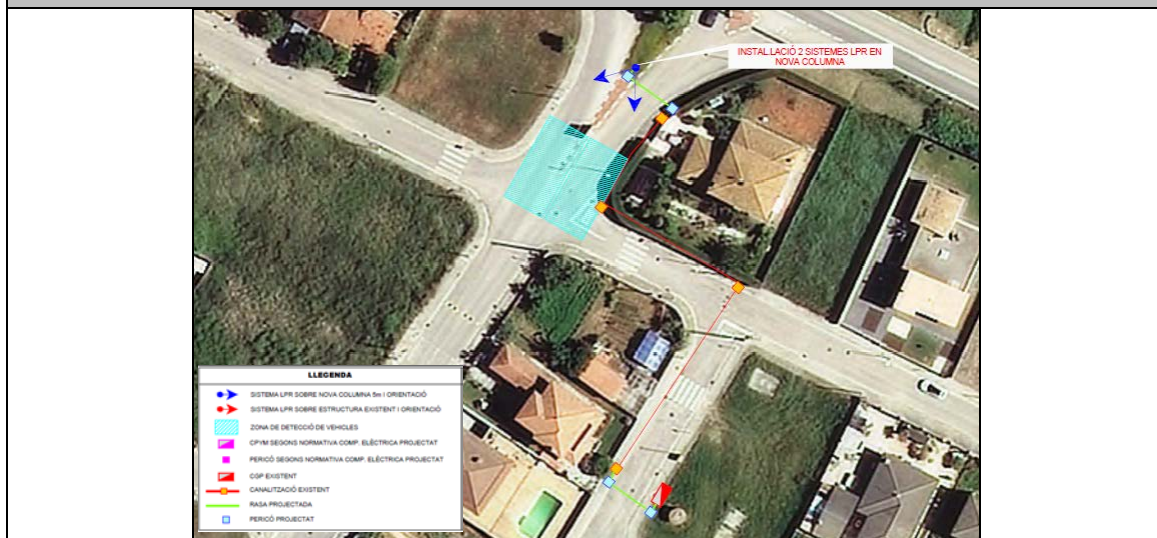 INSTAL.LACIÓ 2 SISTEMES LPR EN
NOVA COLUMNA
LLEGENDA
SISTEMA LPR SOBRE NOVA COLUMNA 5m I ORIENTACIÓ
SISTEMA LPR SOBRE ESTRUCTURA EXISTENT I ORIENTACIÓ
ZONA DE DETECCIÓ DE VEHICLES
CPYM SEGONS NORMATIVA COMP. ELÈCTRICA PROJECTAT
PERICÓ SEGONS NORMATIVA COMP. ELÈCTRICA PROJECTAT
CGP EXISTENT
CANALITZACIÓ EXISTENT
RASA PROJECTADA
PERICÓ PROJECTAT